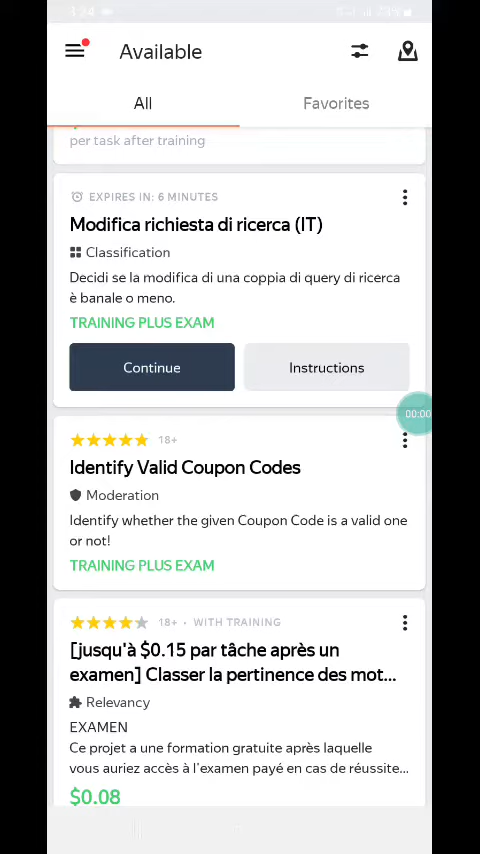 Available
All
Favorites
per task after training
EXPIRES IN: 6 MINUTES
Modifica richiesta di ricerca (IT)
Classification
Decidi se la modifica di una coppia di query di ricerca
è banale o meno.
TRAINING PLUS EXAM
Continue
Instructions
00:00
18+
Identify Valid Coupon Codes
Moderation
Identify whether the given Coupon Code is a valid one
or not!
TRAINING PLUS EXAM
18+ • WITH TRAINING
[jusqu'à $0.15 par tâche après un
examen] Classer la pertinence des mot...
Relevancy
EXAMEN
Ce projet a une formation gratuite après laquelle
vous auriez accès à l'examen payé en cas de réussite...
$0.08